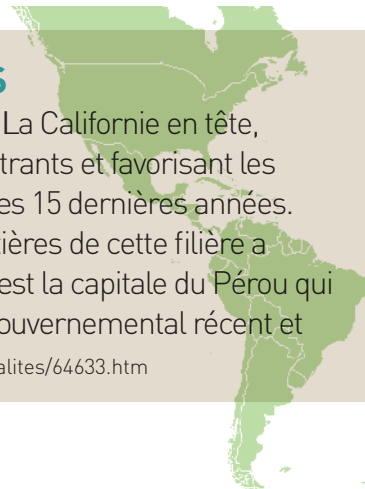 s
La Californie en tête,
trants et favorisant les
es 15 dernières années.
tières de cette filière a
est la capitale du Pérou qui
ouvernemental récent et
alites/64633.htm